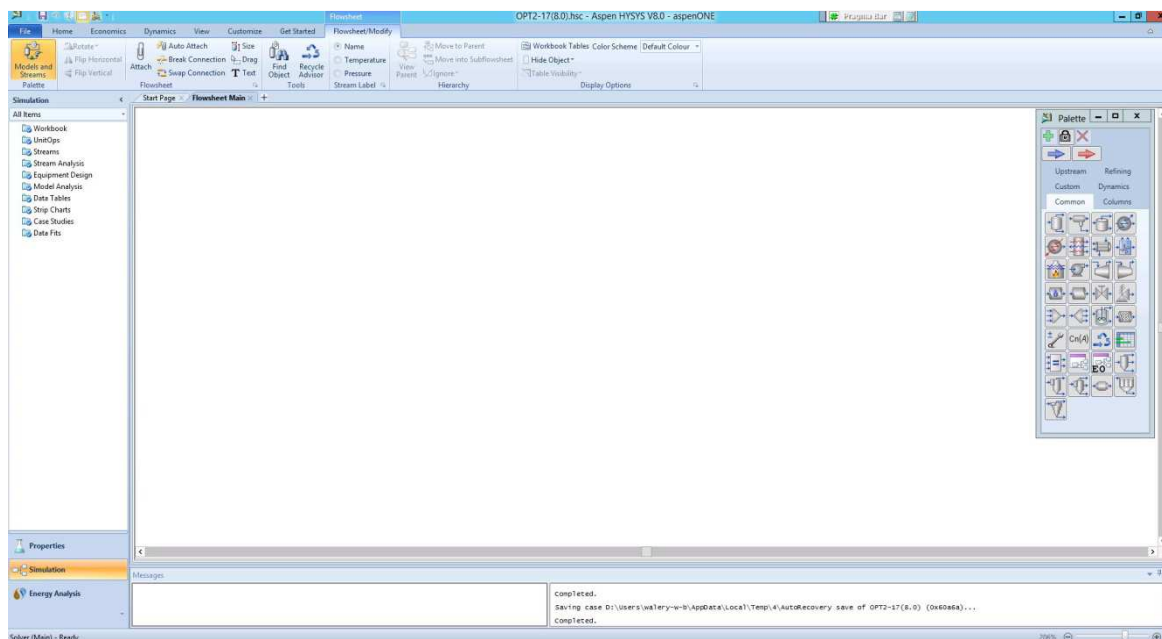 Flowsheet
OPT2-17(8.0).hsc - Aspen HYSYS V8.0 - aspenONE
Pragma Bar
File Home Economics Dynamics View Customize Get Started Flowsheet/Modify
Models and Streams
Rotate
Flip Horizontal
Flip Vertical
Palette
Attach
Auto Attach
Break Connection
Swap Connection
Size
Drag
Text
Flowsheet
Find Object
Recycle Advisor
Tools
Name
Temperature
Pressure
Stream Label
View Parent
Move to Parent
Move into Subflowsheet
Ignore
Hierarchy
Workbook Tables Color Scheme Default Colour
Hide Object
Table Visibility
Display Options
Simulation
All Items
Workbook
UnitOps
Streams
Stream Analysis
Equipment Design
Model Analysis
Data Tables
Strip Charts
Case Studies
Data Fits
Start Page Flowsheet Main +
Palette
Upstream Refining
Custom Dynamics
Common Columns
Cn(A)
EO
Properties
Simulation
Energy Analysis
Messages
Completed.
Saving case D:\Users\walery-w-b\AppData\Local\Temp\4\AutoRecovery save of OPT2-17(8.0) (0x60a6a)...
Completed.
Solver (Main) - Ready